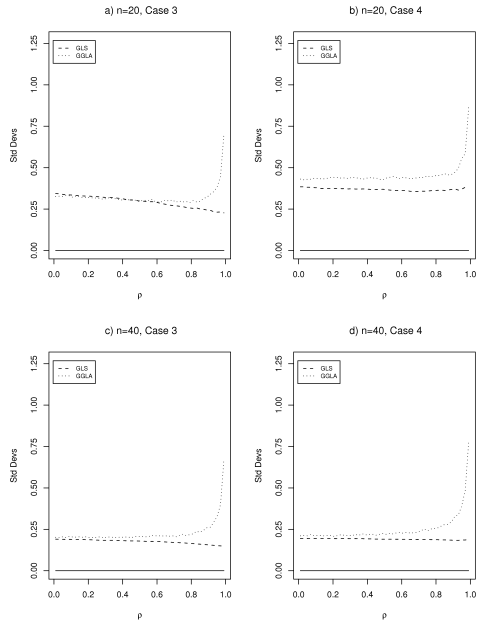 a) n=20, Case 3
Std Devs
0.00 0.25 0.50 0.75 1.00 1.25
GLS
GGLA
0.0 0.2 0.4 0.6 0.8 1.0
ρ
b) n=20, Case 4
Std Devs
0.00 0.25 0.50 0.75 1.00 1.25
GLS
GGLA
0.0 0.2 0.4 0.6 0.8 1.0
ρ
c) n=40, Case 3
Std Devs
0.00 0.25 0.50 0.75 1.00 1.25
GLS
GGLA
0.0 0.2 0.4 0.6 0.8 1.0
ρ
d) n=40, Case 4
Std Devs
0.00 0.25 0.50 0.75 1.00 1.25
GLS
GGLA
0.0 0.2 0.4 0.6 0.8 1.0
ρ